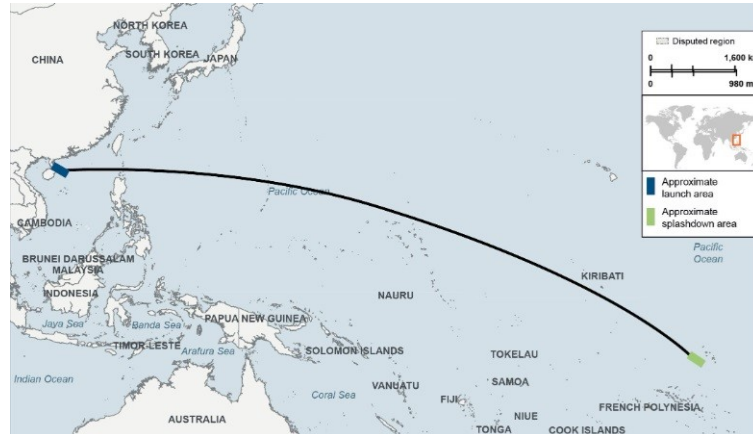 NORTH KOREA
CHINA
SOUTH KOREA
JAPAN
Pacific Ocean
CAMBODIA
BRUNEI DARUSSALAM
MALAYSIA
INDONESIA
Jaya Sea
Banda Sea
PAPUA NEW GUINEA
TIMOR LESTE
Arafura Sea
SOLOMON ISLANDS
Indian Ocean
Coral Sea
AUSTRALIA
NAURU
KIRIBATI
TOKELAU
SAMOA
VANUATU
FIJI
NIUE
TONGA
COOK ISLANDS
FRENCH POLYNESIA
Pacific
Ocean
Disputed region
0 1,600 k
0 980 m
Approximate
launch area
Approximate
splashdown area